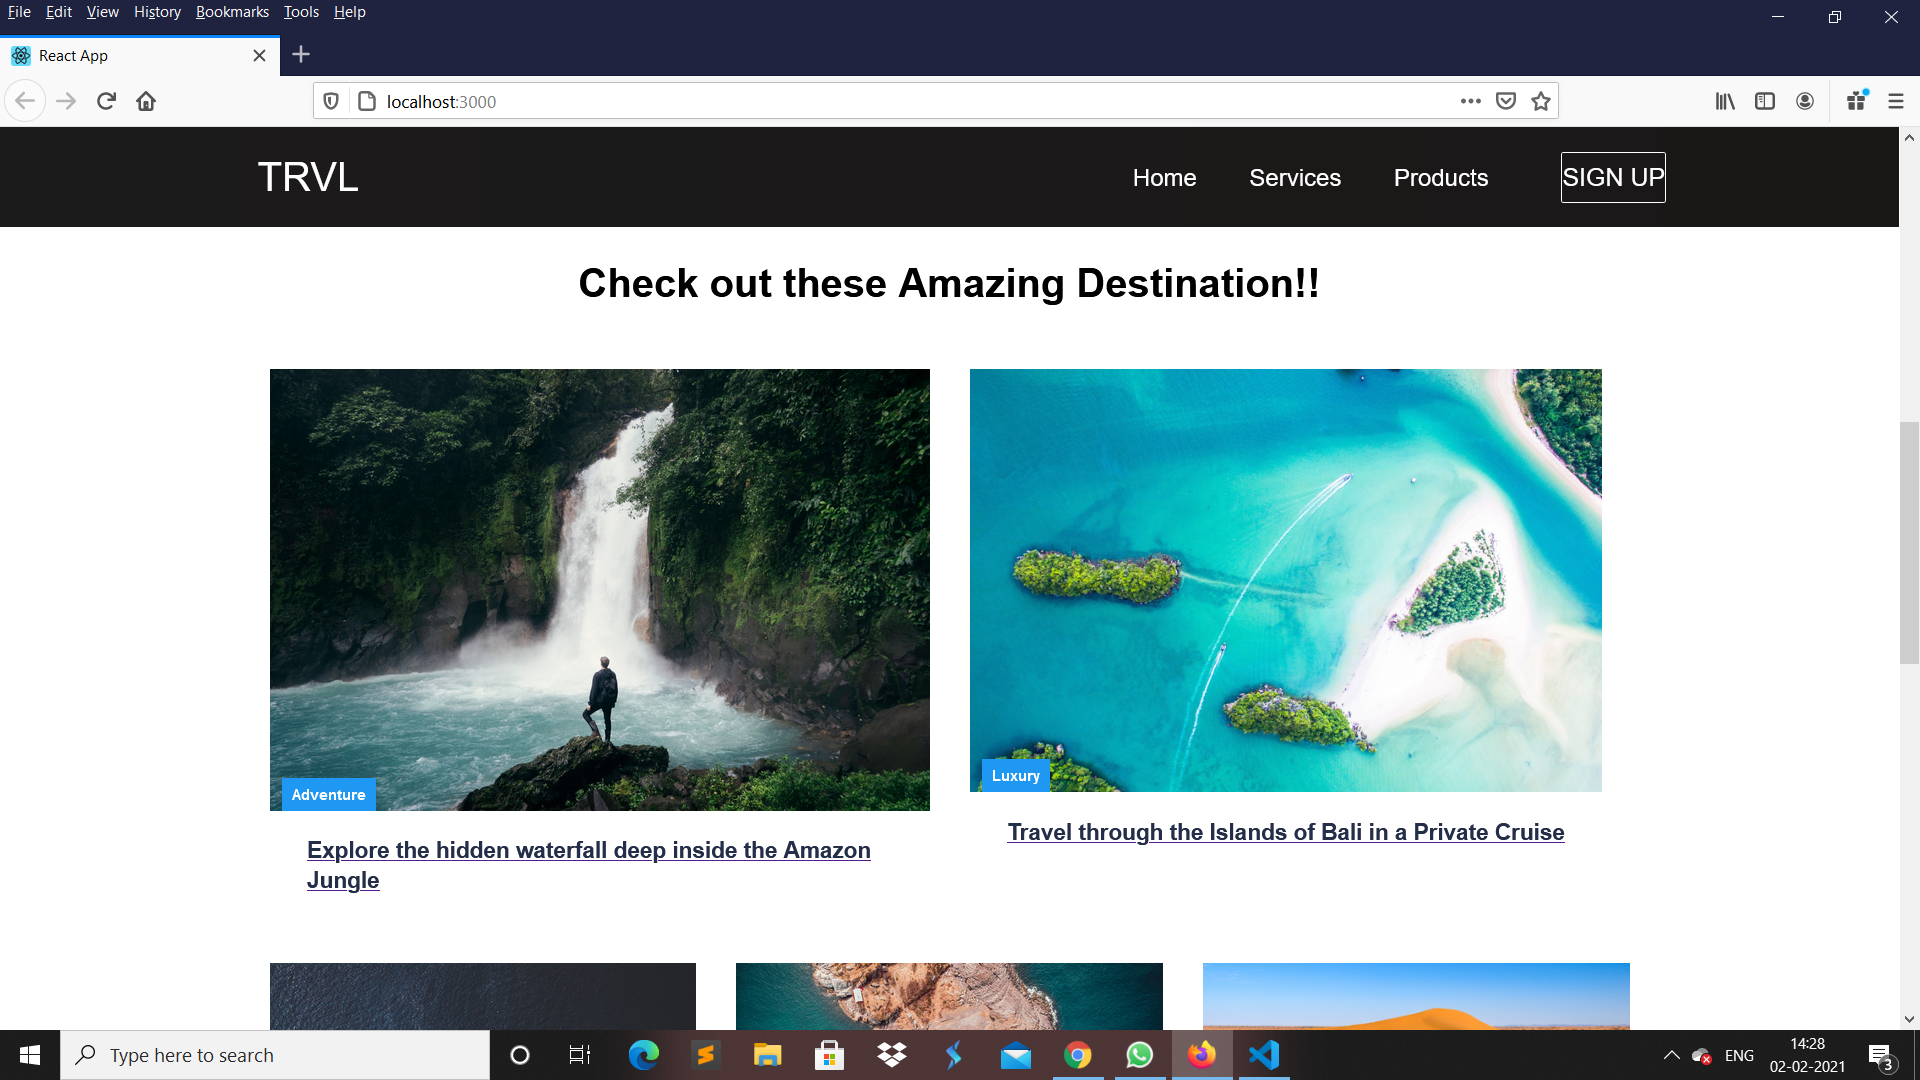 File Edit View History Bookmarks Tools Help
React App
localhost:3000
TRVL
Home Services Products SIGN UP
Check out these Amazing Destination!!
Adventure
Luxury
Explore the hidden waterfall deep inside the Amazon
Jungle
Travel through the Islands of Bali in a Private Cruise
Type here to search
ENG
14:28
02-02-2021
3